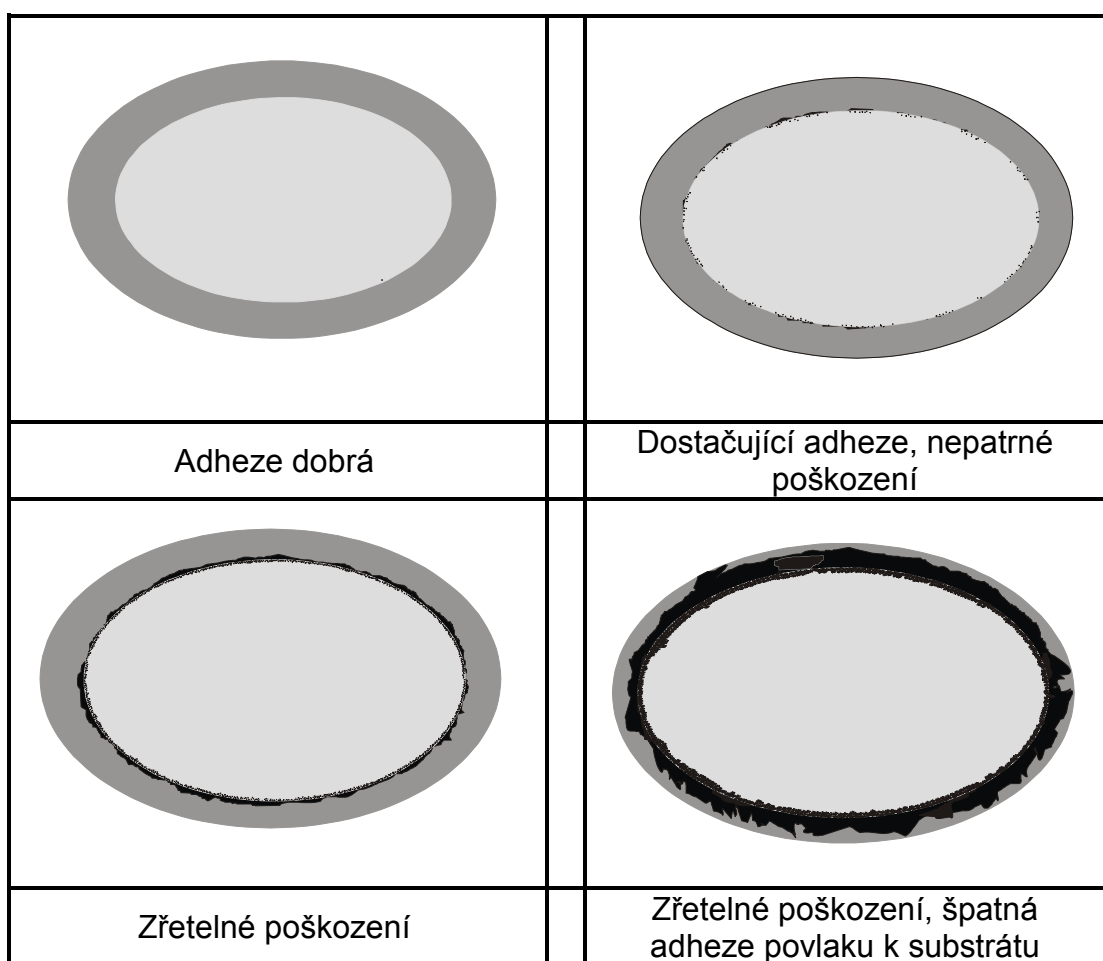 Adheze dobrá
Dostačující adheze, nepatrné
poškození
Zřetelné poškození
Zřetelné poškození, špatná
adheze povlaku k substrátu